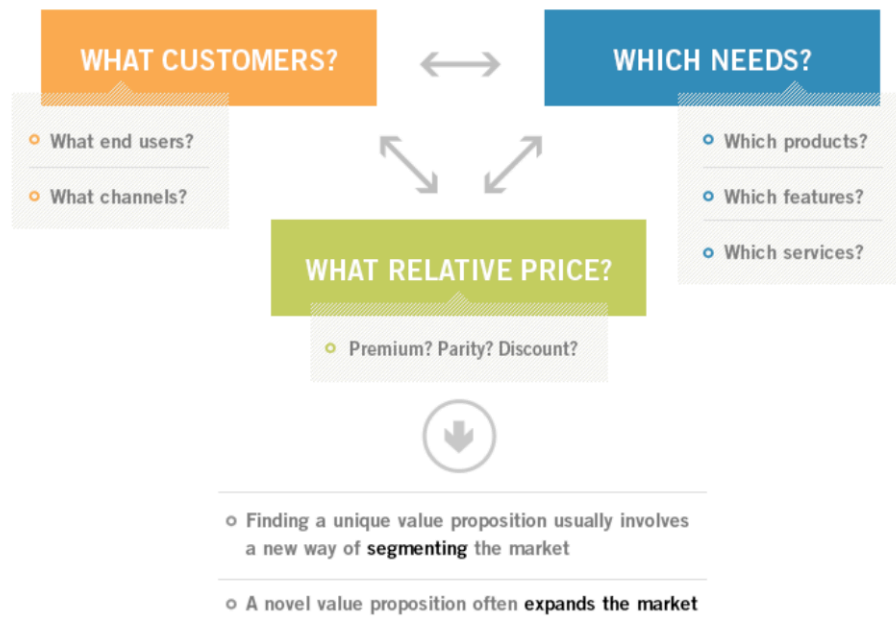 WHAT CUSTOMERS?
What end users?
What channels?
WHICH NEEDS?
Which products?
Which features?
Which services?
WHAT RELATIVE PRICE?
Premium? Parity? Discount?
Finding a unique value proposition usually involves
a new way of segmenting the market
A novel value proposition often expands the market